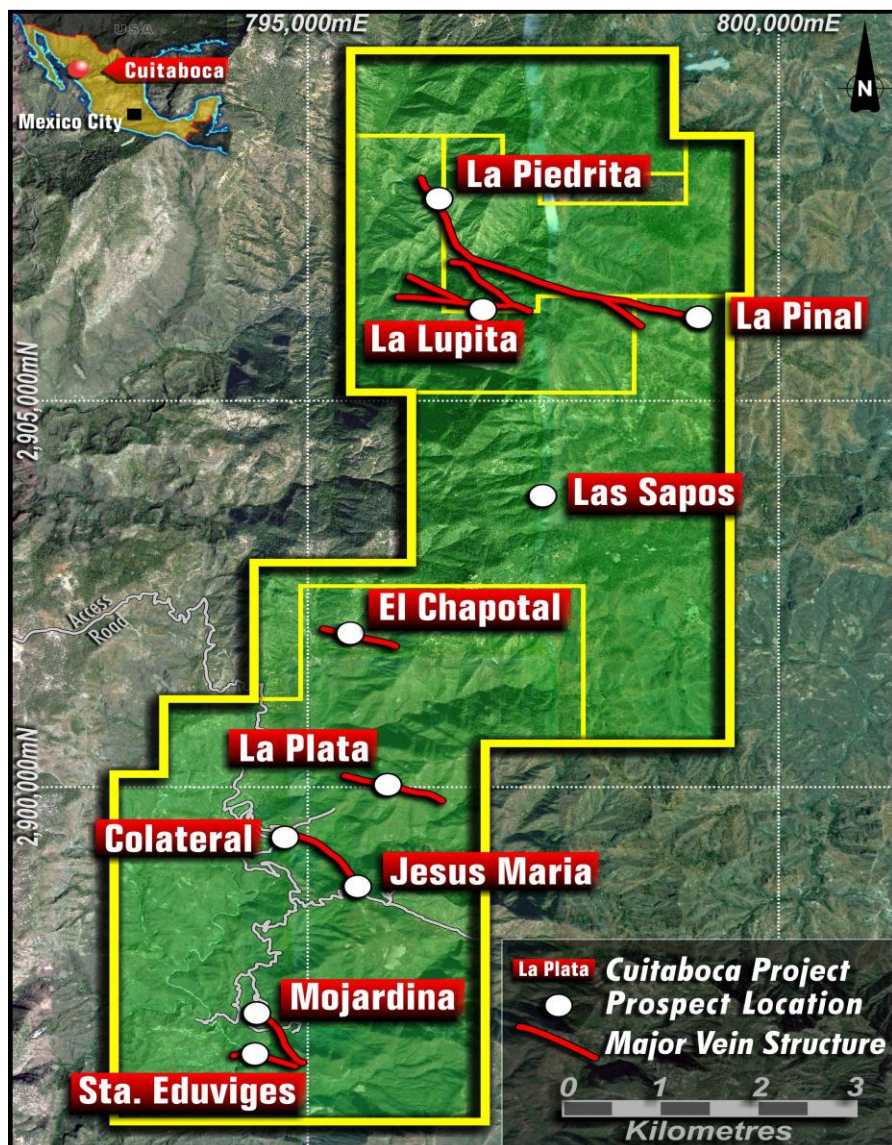 USA
795,000mE
800,000mE
Cuitaboca
Mexico City
N
La Piedrita
La Pinal
La Lupita
2,905,000mN
Las Sapos
El Chapotal
Access
Road
La Plata
2,900,000mN
Colateral
Jesus Maria
Mojardina
Sta. Eduviges
La Plata Cuitaboca Project
Prospect Location
Major Vein Structure
0 1 2 3
Kilometres